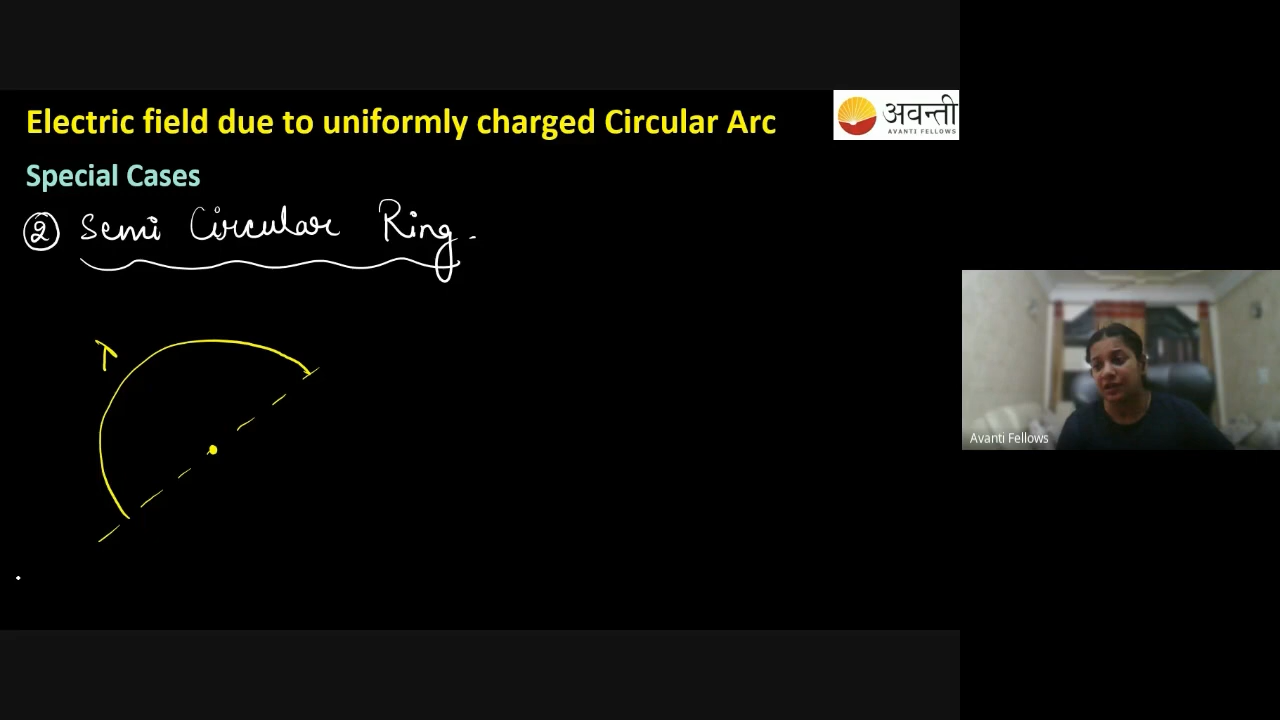 Electric field due to uniformly charged Circular Arc
अवन्ती
AVANTI FELLOWS
Special Cases
② Semi Circular Ring.
Avanti Fellows